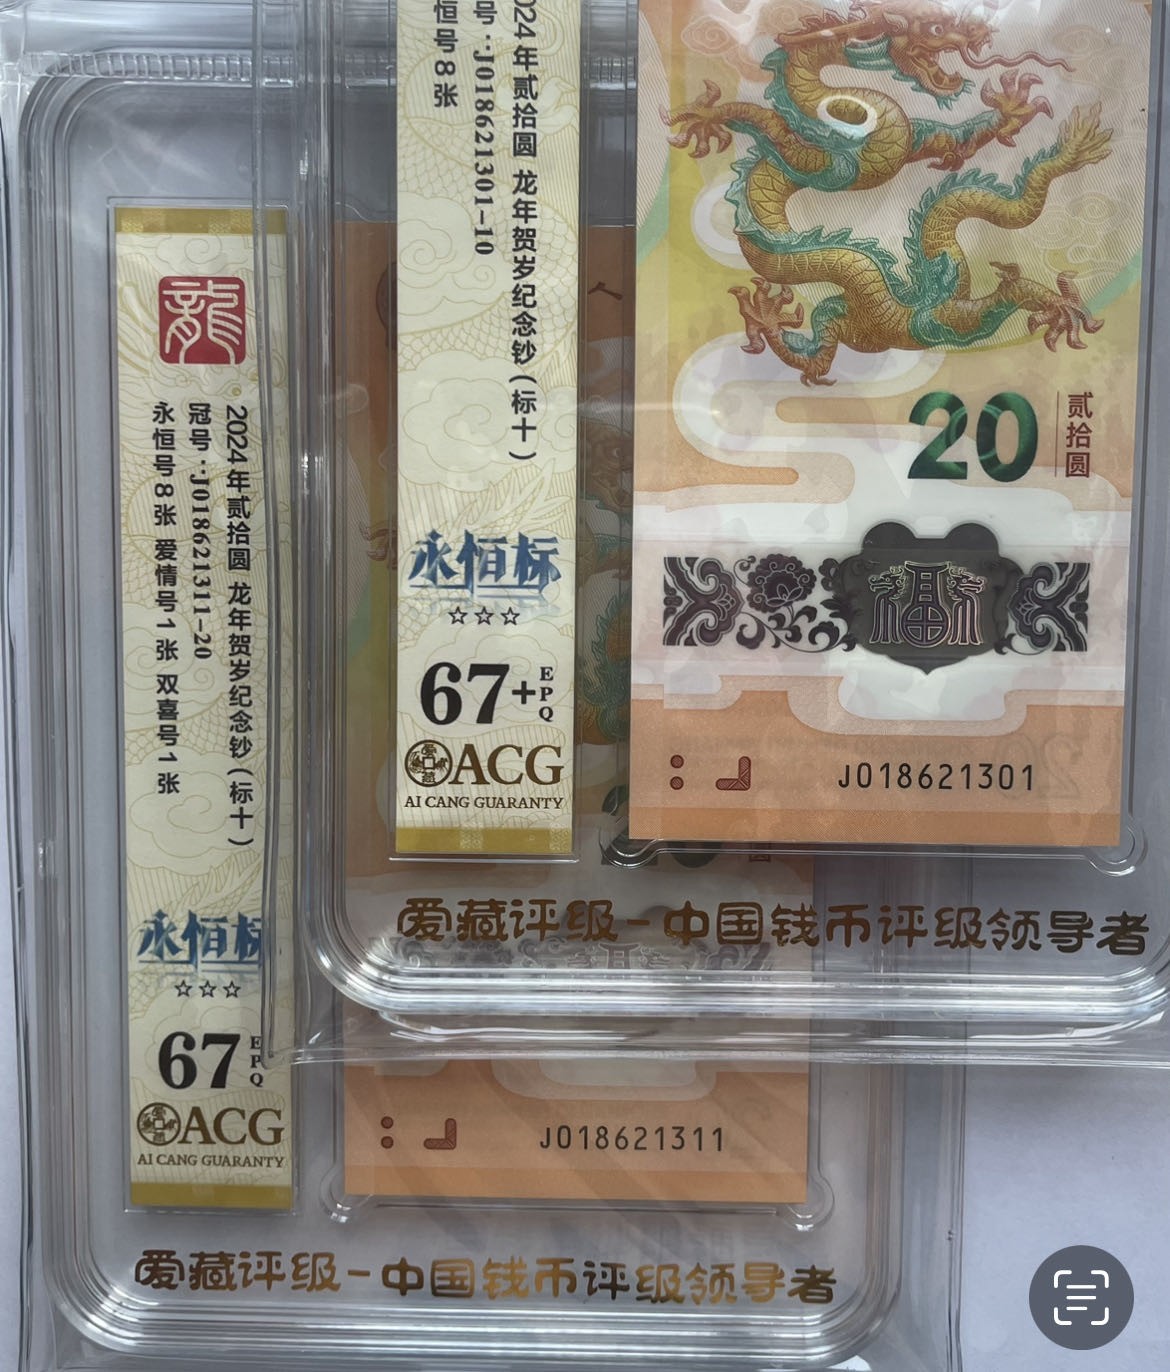 024年贰拾圆 龙年贺岁纪念钞(标十)
号:J018621301-10
恒号8张
永恒标
☆☆☆
67+EPQ
ACG
AI CANG GUARANTY
20
贰拾圆
福
J018621301
爱藏评级-中国钱币评级领导者
龍
2024年贰拾圆 龙年贺岁纪念钞(标十)
冠号:J018621311-20
永恒号8张 爱情号1张 双喜号1张
永恒标
☆☆☆
67EPQ
ACG
AI CANG GUARANTY
J018621311
爱藏评级-中国钱币评级领导者